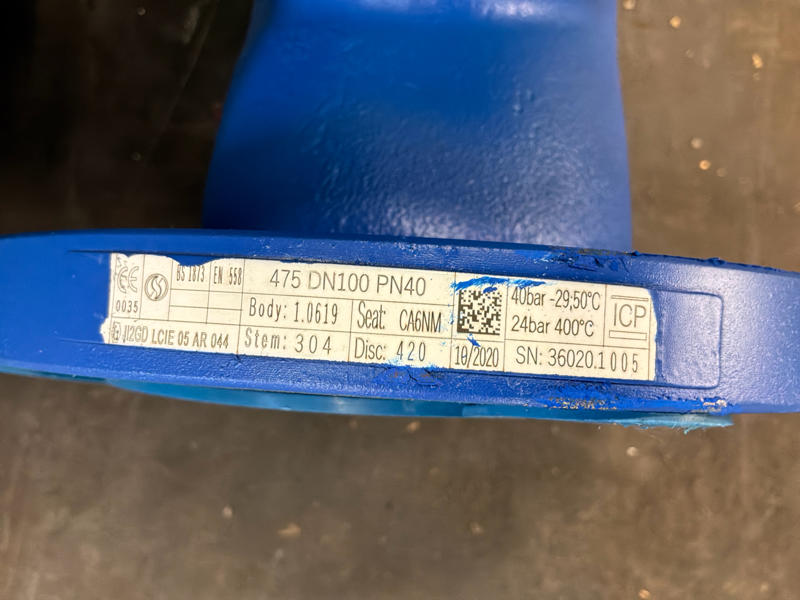 CE
0035
BS 1873
EN 558
475 DN100 PN40
Body: 1.0619
Seat: CA6NM
Stem: 304
Disc: 420
II2GD LCIE 05 AR 044
10/2020
40bar -29;50°C
24bar 400°C
SN: 36020.1005
ICP